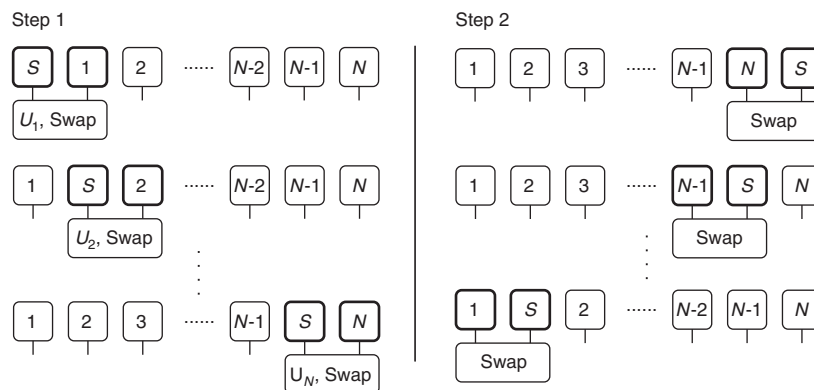 Step 1
S 1 2 ...... N-2 N-1 N
U1, Swap
1 S 2 ...... N-2 N-1 N
U2, Swap
1 2 3 ...... N-1 S N
UN, Swap
Step 2
1 2 3 ...... N-1 N S
Swap
1 2 3 ...... N-1 S N
Swap
1 S 2 ...... N-2 N-1 N
Swap